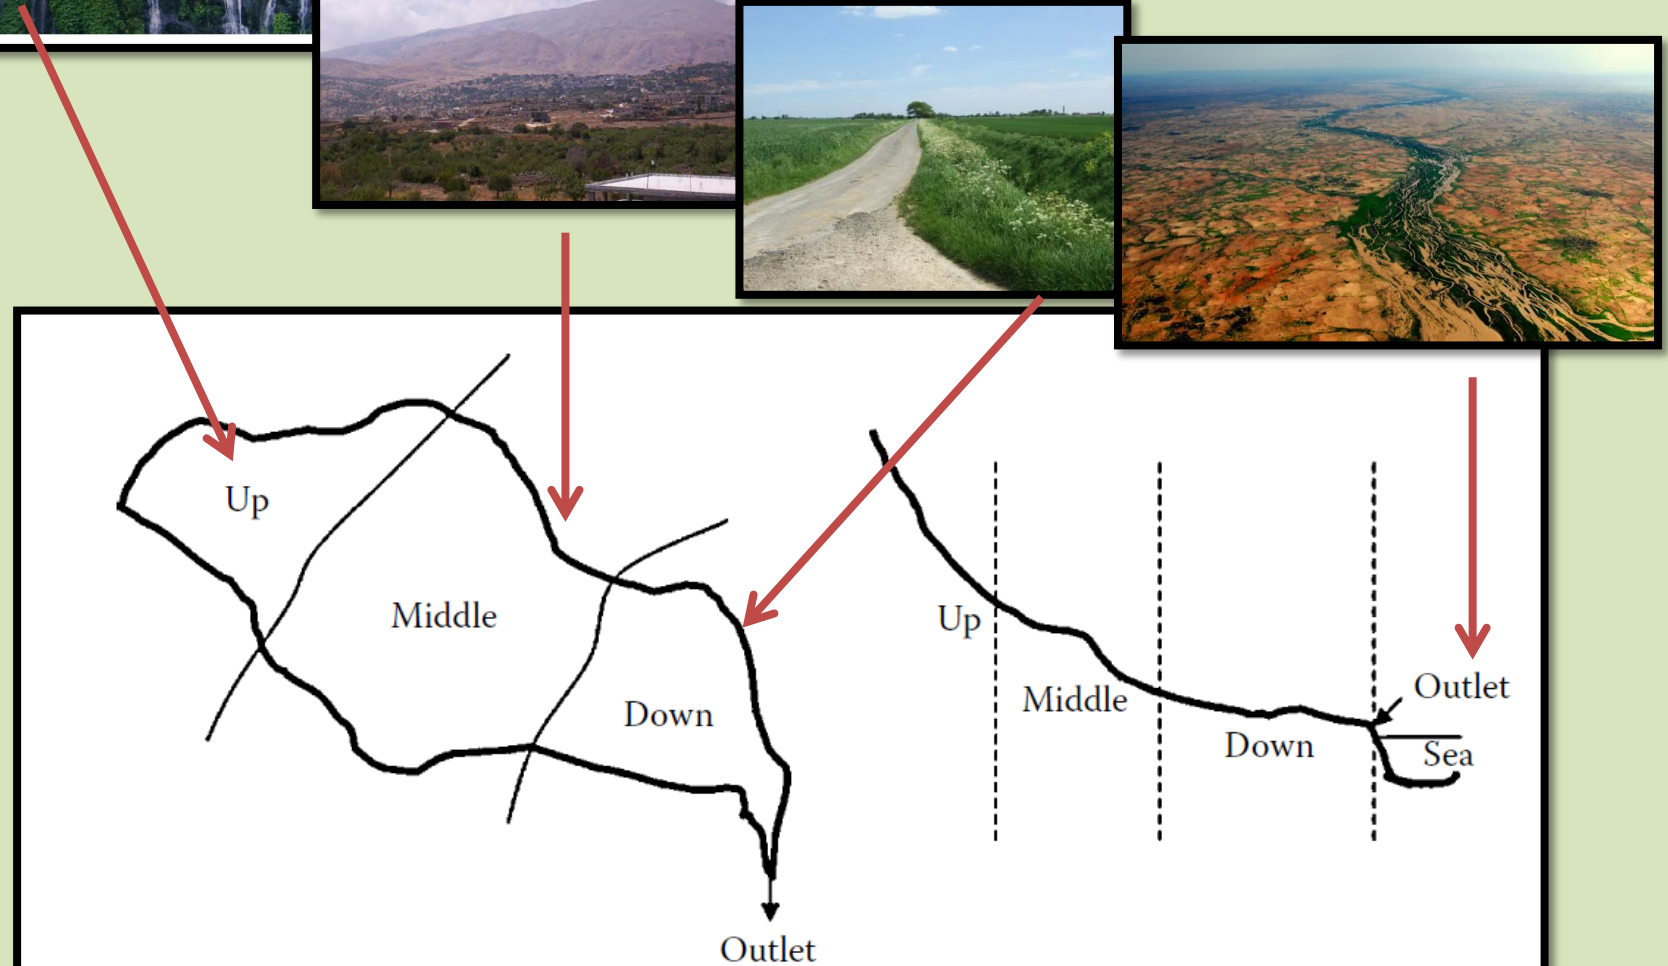 Up
Middle
Down
Outlet
Up
Middle
Down
Outlet
Sea